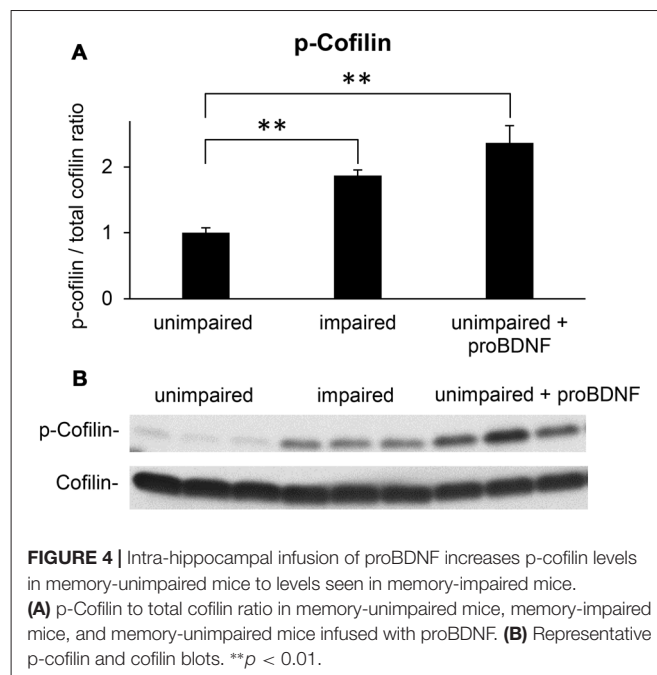 p-Cofilin
A
**
**
p-cofilin / total cofilin ratio
2
1
0
unimpaired
impaired
unimpaired +
proBDNF
B
unimpaired
impaired
unimpaired + proBDNF
p-Cofilin-
Cofilin-
FIGURE 4 | Intra-hippocampal infusion of proBDNF increases p-cofilin levels
in memory-unimpaired mice to levels seen in memory-impaired mice.
(A) p-Cofilin to total cofilin ratio in memory-unimpaired mice, memory-impaired
mice, and memory-unimpaired mice infused with proBDNF. (B) Representative
p-cofilin and cofilin blots. **p < 0.01.